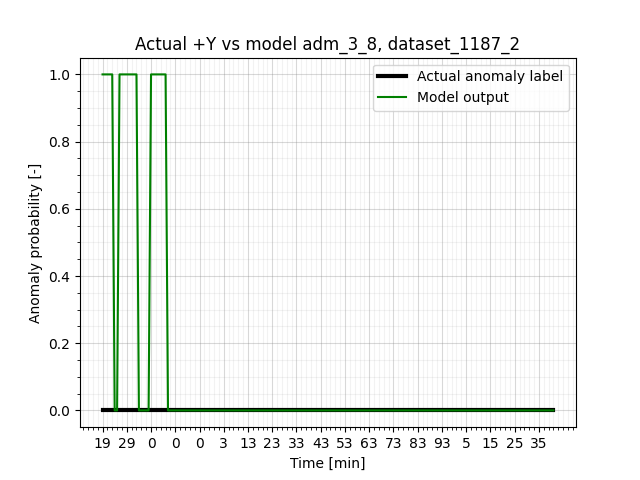 Actual +Y vs model adm_3_8, dataset_1187_2
Actual anomaly label
Model output
1.0
0.8
0.6
0.4
0.2
0.0
Anomaly probability [-]
19 29 0 0 0 3 13 23 33 43 53 63 73 83 93 5 15 25 35
Time [min]